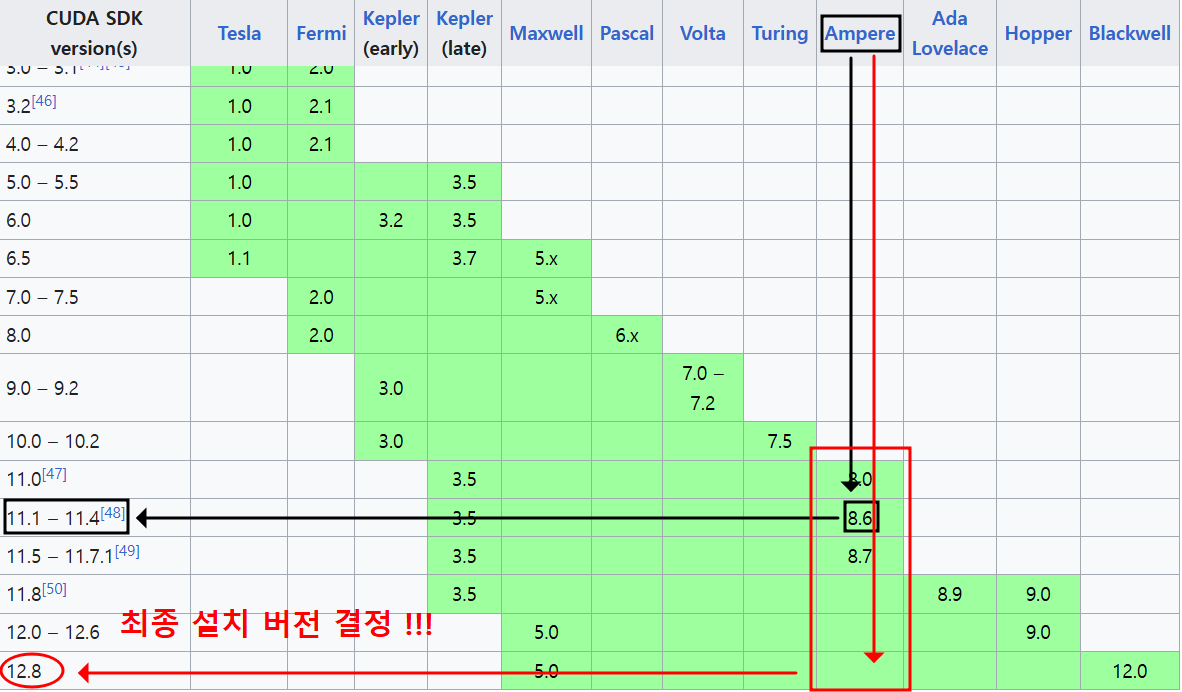 CUDA SDK version(s) Tesla Fermi Kepler (early) Kepler (late) Maxwell Pascal Volta Turing Ampere Ada Lovelace Hopper Blackwell
3.0 – 3.1 1.0 2.0
3.2[46] 1.0 2.1
4.0 – 4.2 1.0 2.1
5.0 – 5.5 1.0 3.5
6.0 1.0 3.2 3.5
6.5 1.1 3.7 5.x
7.0 – 7.5 2.0 5.x
8.0 2.0 6.x
9.0 – 9.2 3.0 7.0 – 7.2
10.0 – 10.2 3.0 7.5
11.0[47] 3.5 8.0
11.1 – 11.4[48] 3.5 8.6
11.5 – 11.7.1[49] 3.5 8.7
11.8[50] 3.5 8.9 9.0
최종 설치 버전 결정 !!!
12.0 – 12.6 5.0 9.0
12.8 5.0 12.0